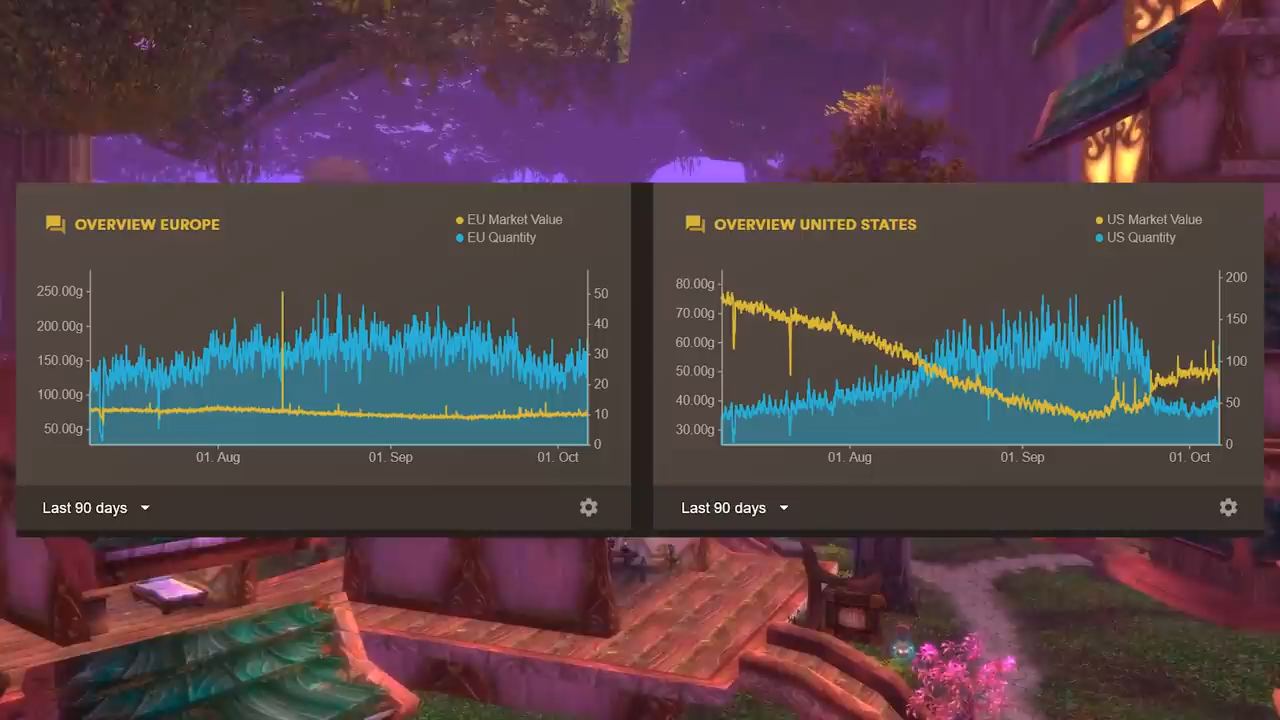 OVERVIEW EUROPE
EU Market Value
EU Quantity
250.00g
200.00g
150.00g
100.00g
50.00g
50
40
30
20
10
0
01. Aug
01. Sep
01. Oct
Last 90 days
OVERVIEW UNITED STATES
US Market Value
US Quantity
80.00g
70.00g
60.00g
50.00g
40.00g
30.00g
200
150
100
50
0
01. Aug
01. Sep
01. Oct
Last 90 days